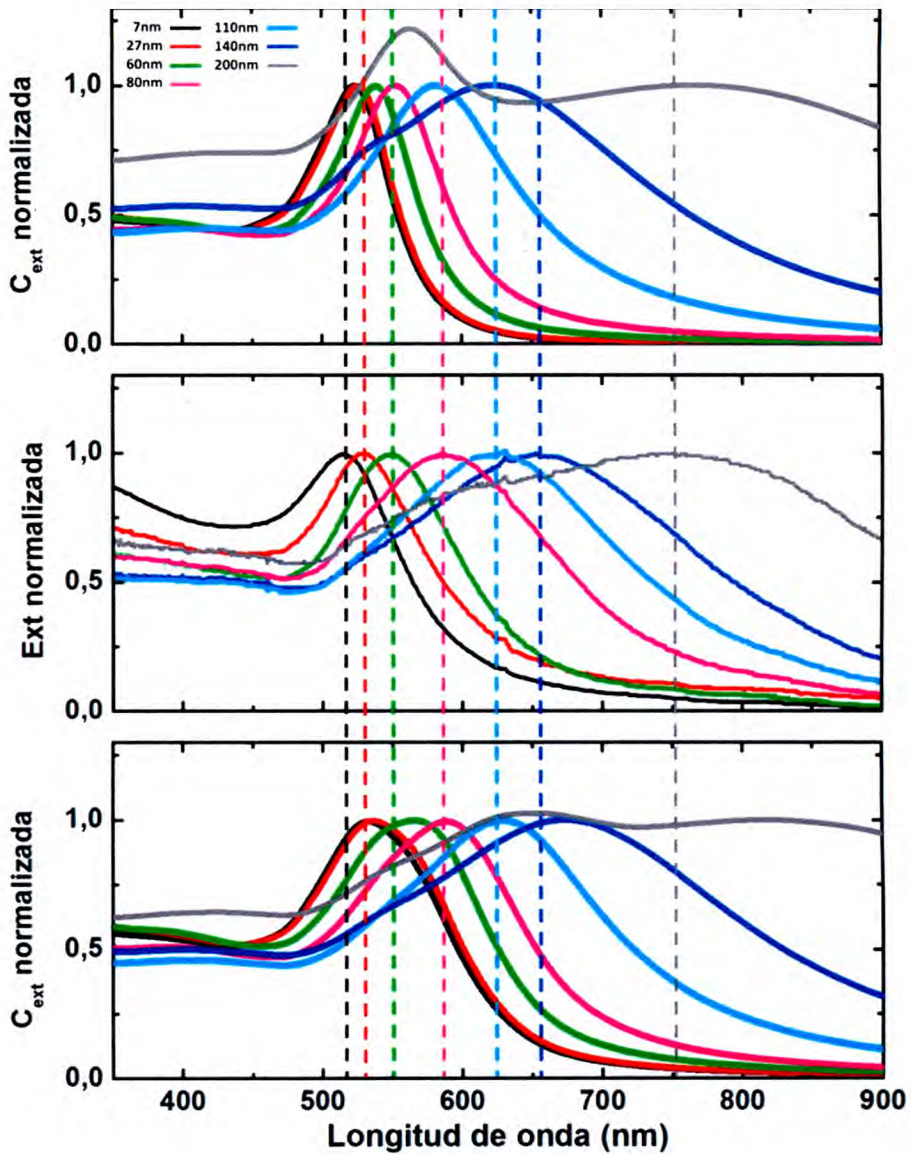 7nm 110nm
27nm 140nm
60nm 200nm
80nm
C_ext normalizada
1,0
0,5
0,0
Ext normalizada
1,0
0,5
0,0
C_ext normalizada
1,0
0,5
0,0
400 500 600 700 800 900
Longitud de onda (nm)